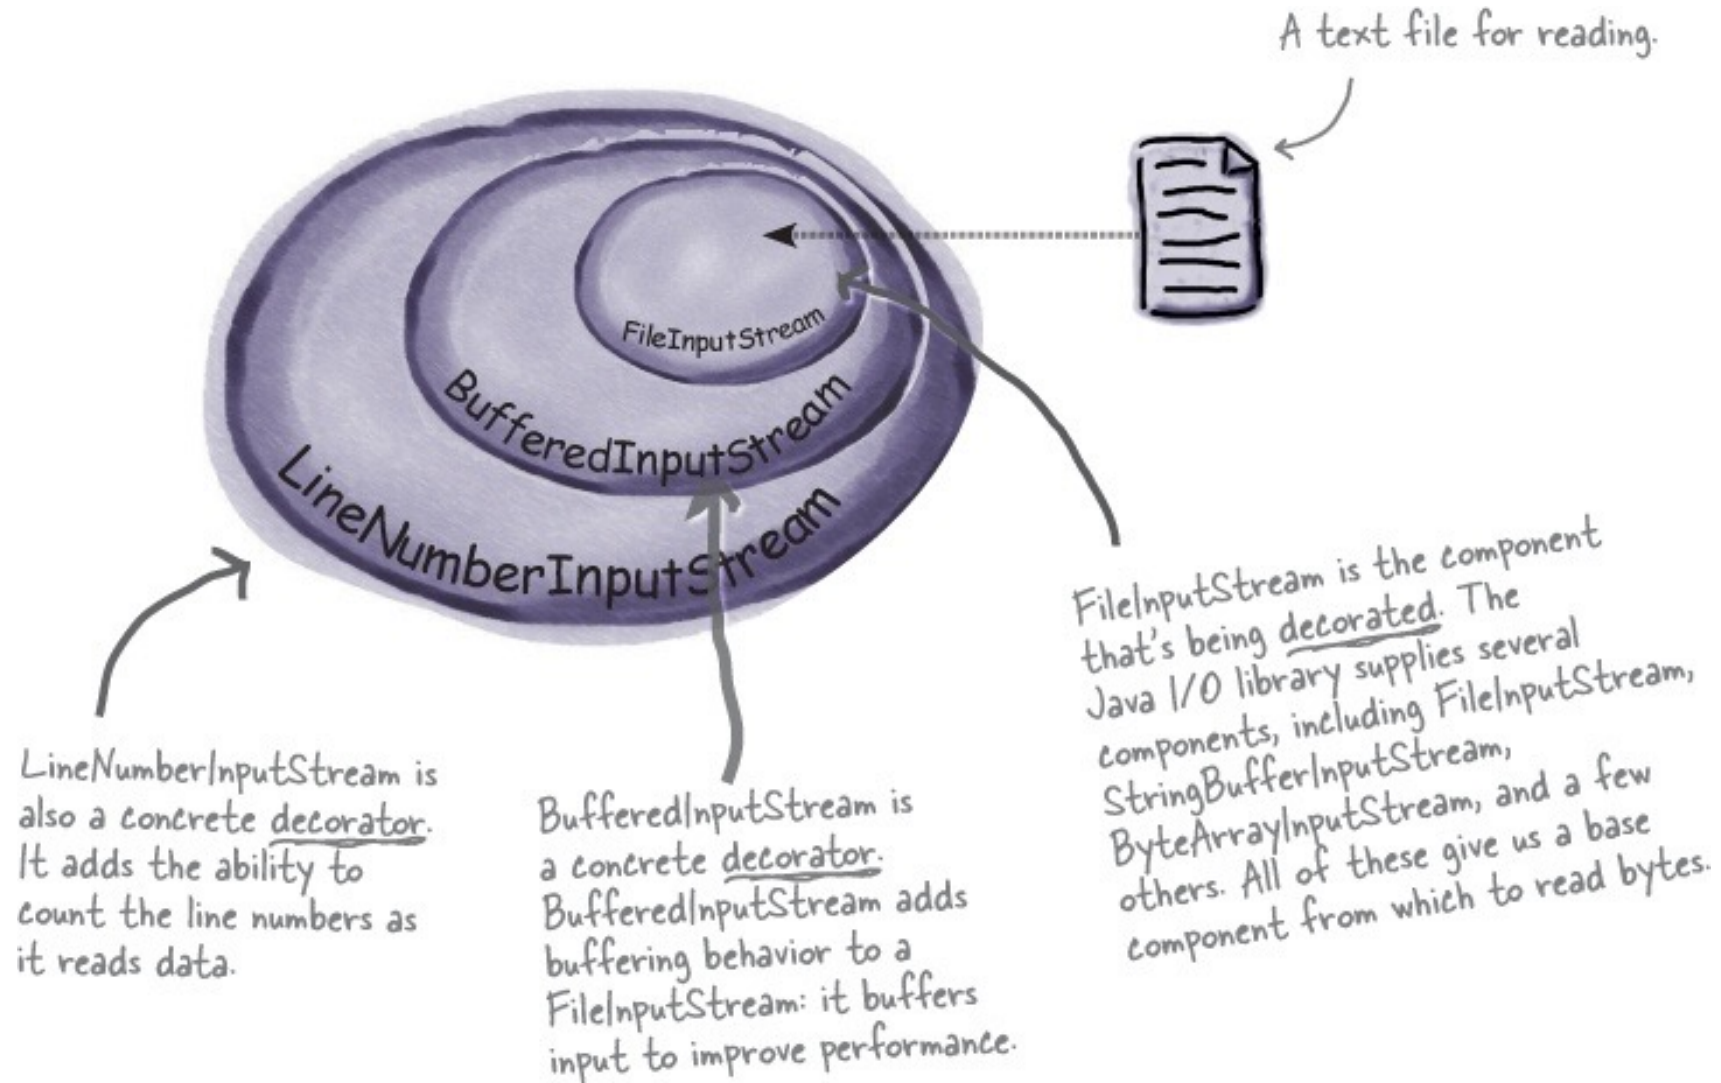 A text file for reading.
FileInputStream
BufferedInputStream
LineNumberInputStream
LineNumberInputStream is
also a concrete decorator.
It adds the ability to
count the line numbers as
it reads data.
BufferedInputStream is
a concrete decorator.
BufferedInputStream adds
buffering behavior to a
FileInputStream: it buffers
input to improve performance.
FileInputStream is the component
that's being decorated. The
Java I/O library supplies several
components, including FileInputStream,
StringBufferInputStream,
ByteArrayInputStream, and a few
others. All of these give us a base
component from which to read bytes.